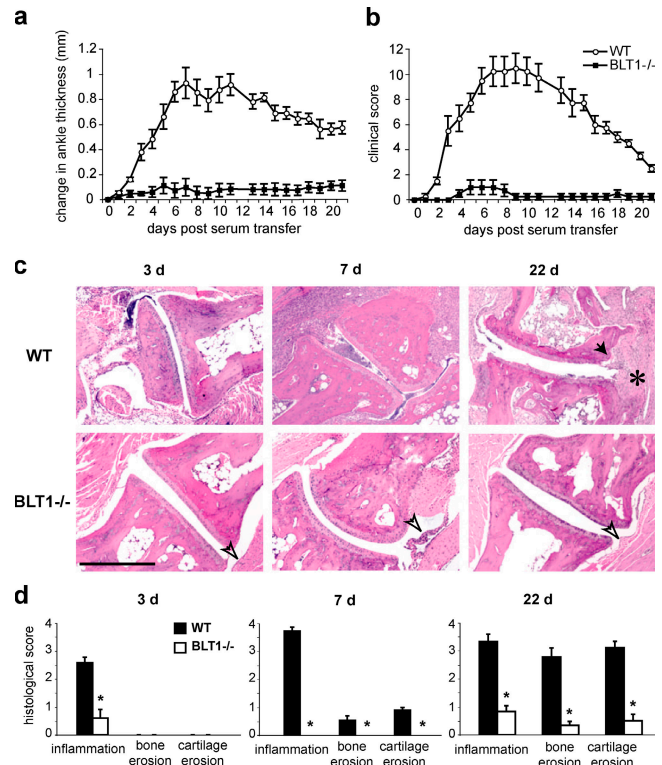 a
change in ankle thickness (mm)
1.2
1
0.8
0.6
0.4
0.2
0
0 2 4 6 8 10 12 14 16 18 20
days post serum transfer
b
clinical score
12
10
8
6
4
2
0
0 2 4 6 8 10 12 14 16 18 20
days post serum transfer
WT
BLT1-/-
c
3 d 7 d 22 d
WT
*
BLT1-/-
d
3 d 7 d 22 d
histological score
4
3
2
1
0
WT
BLT1-/-
*
inflammation bone erosion cartilage erosion
4
3
2
1
0
* * *
inflammation bone erosion cartilage erosion
4
3
2
1
0
* * *
inflammation bone erosion cartilage erosion